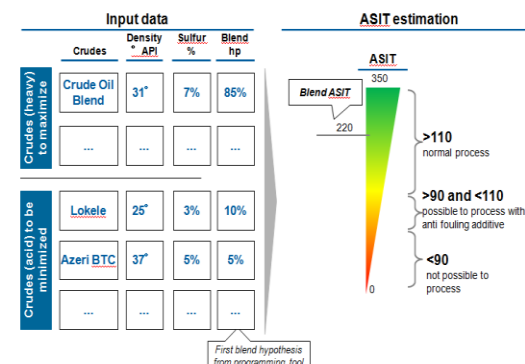 Input data
ASIT estimation
Crudes
Density
° API
Sulfur
%
Blend
hp
Crudes (heavy)
to maximize
Crude Oil
Blend
31°
7%
85%
...
...
...
...
Crudes (acid) to be
minimized
Lokele
25°
3%
10%
Azeri BTC
37°
5%
5%
...
...
...
...
First blend hypothesis
from programming tool
ASIT
350
Blend ASIT
220
>110
normal process
>90 and <110
possible to process with
anti fouling additive
<90
not possible to
process
0